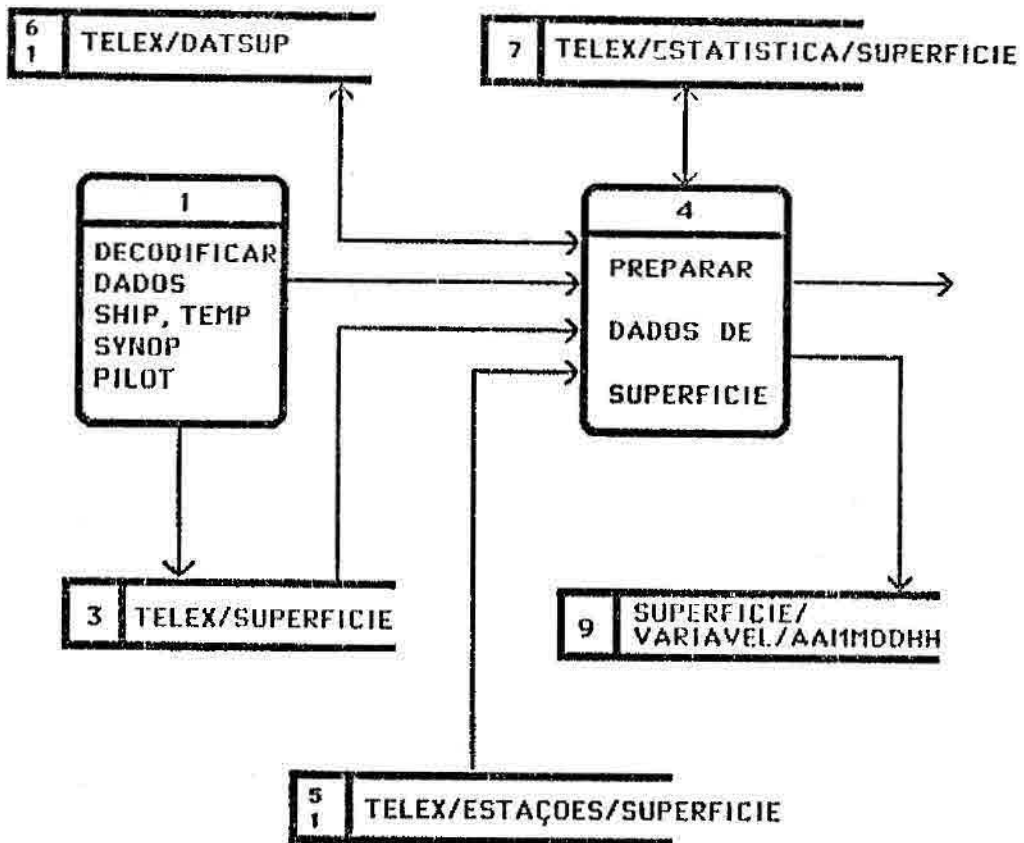 6
1
TELEX/DATSUP
7
TELEX/ESTATISTICA/SUPERFICIE
1
DECODIFICAR
DADOS
SHIP, TEMP
SYNOP
PILOT
4
PREPARAR
DADOS DE
SUPERFICIE
3
TELEX/SUPERFICIE
9
SUPERFICIE/
VARIAVEL/AAMMDDHH
5
1
TELEX/ESTAÇOES/SUPERFICIE